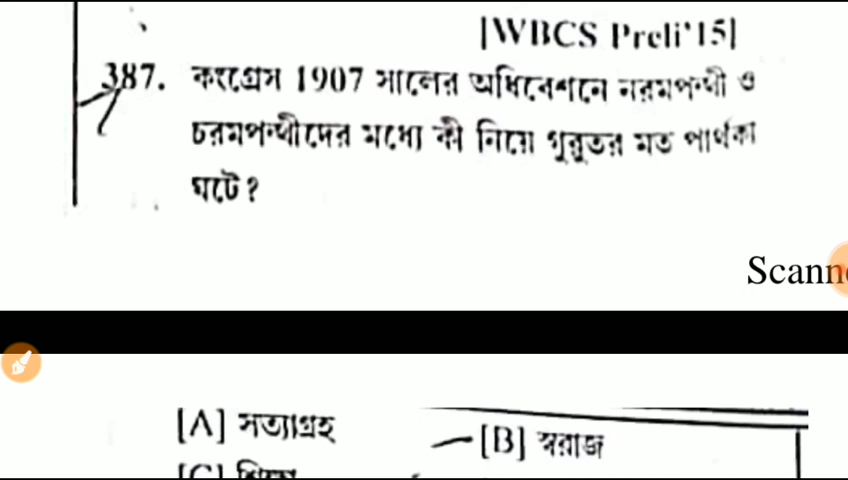 [WBCS Preli'15]
387. কংগ্রেস 1907 সালের অধিবেশনে নরমপন্থী ও
চরমপন্থীদের মধ্যে কী নিয়ে গুরুতর মত পার্থক্য
ঘটে?
Scann
[A] সত্যাগ্রহ
[B] স্বরাজ
[C]